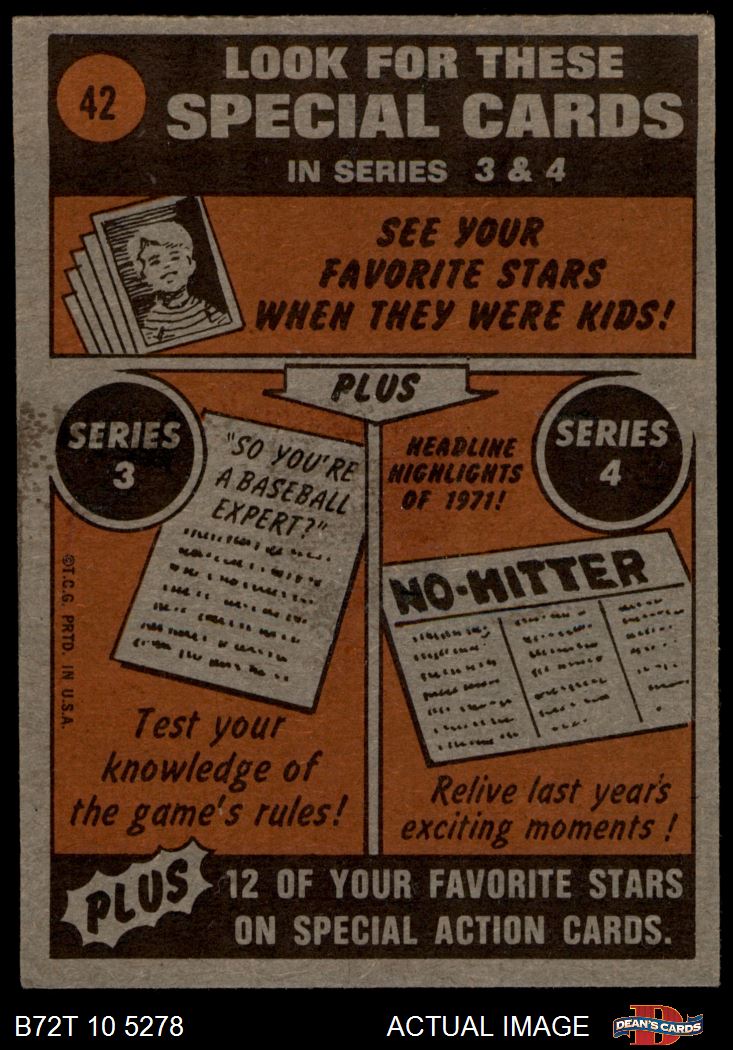 42
LOOK FOR THESE
SPECIAL CARDS
IN SERIES 3 & 4
SEE YOUR
FAVORITE STARS
WHEN THEY WERE KIDS!
PLUS
SERIES
3
"SO YOU'RE
A BASEBALL
EXPERT?"
HEADLINE
HIGHLIGHTS
OF 1971!
SERIES
4
NO-HITTER
©T.C.G. PRTD. IN U.S.A.
Test your
knowledge of
the game's rules!
Relive last year's
exciting moments!
PLUS
12 OF YOUR FAVORITE STARS
ON SPECIAL ACTION CARDS.
B72T 10 5278
ACTUAL IMAGE
D
DEAN'S CARDS